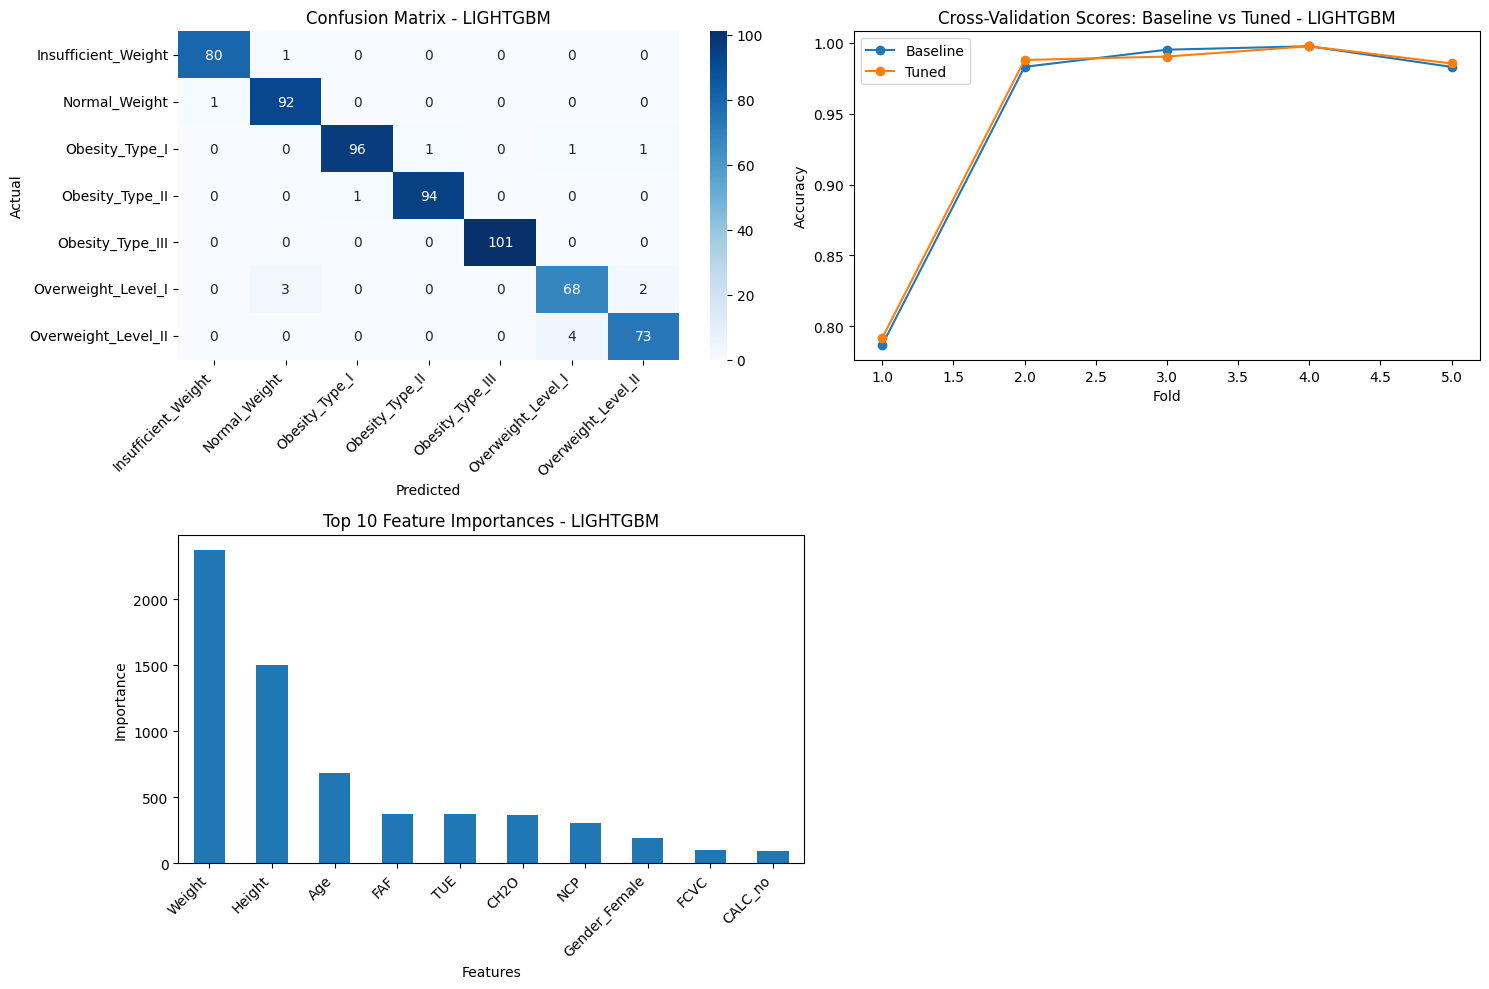 Confusion Matrix - LIGHTGBM
Actual
Insufficient_Weight 80 1 0 0 0 0 0
Normal_Weight 1 92 0 0 0 0 0
Obesity_Type_I 0 0 96 1 0 1 1
Obesity_Type_II 0 0 1 94 0 0 0
Obesity_Type_III 0 0 0 0 101 0 0
Overweight_Level_I 0 3 0 0 0 68 2
Overweight_Level_II 0 0 0 0 0 4 73
Insufficient_Weight
Normal_Weight
Obesity_Type_I
Obesity_Type_II
Obesity_Type_III
Overweight_Level_I
Overweight_Level_II
Predicted
100
80
60
40
20
0
Cross-Validation Scores: Baseline vs Tuned - LIGHTGBM
Baseline
Tuned
Accuracy
1.00
0.95
0.90
0.85
0.80
1.0 1.5 2.0 2.5 3.0 3.5 4.0 4.5 5.0
Fold
Top 10 Feature Importances - LIGHTGBM
Importance
2000
1500
1000
500
0
Weight
Height
Age
FAF
TUE
CH2O
NCP
Gender_Female
FCVC
CALC_no
Features